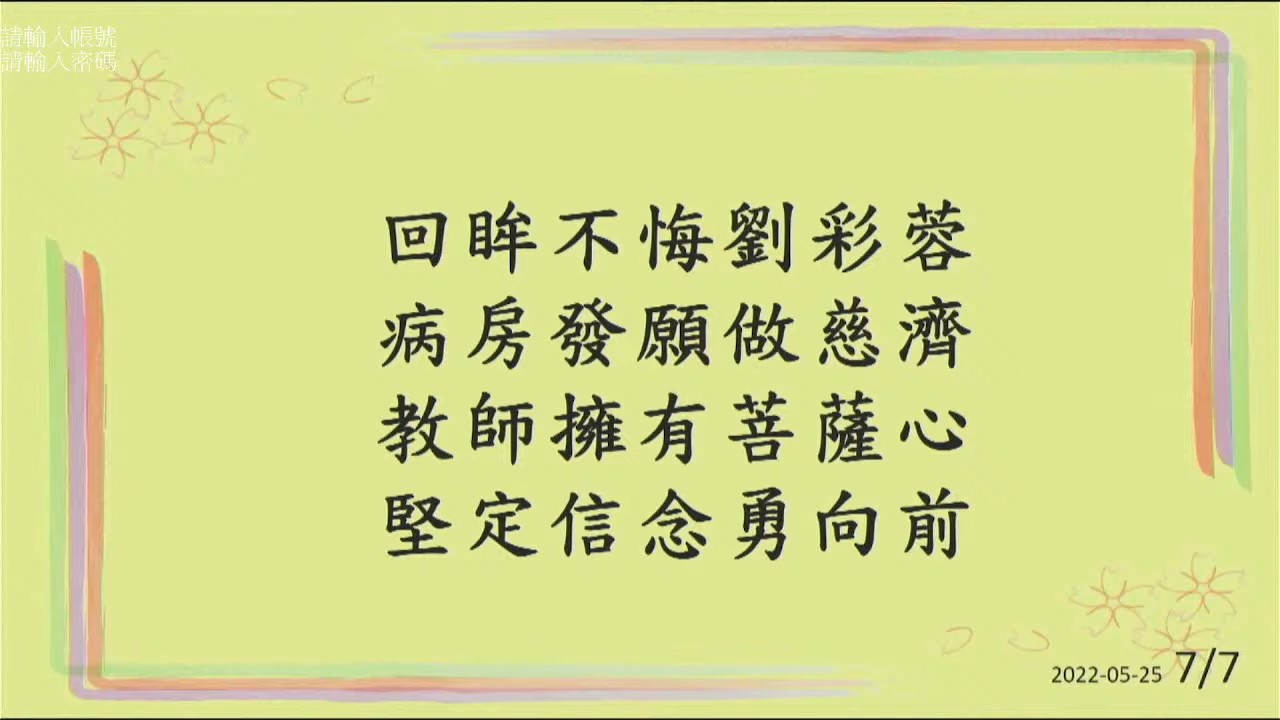 請輸入帳號
請輸入密碼
回眸不悔劉彩蓉
病房發願做慈濟
教師擁有菩薩心
堅定信念勇向前
2022-05-25 7/7